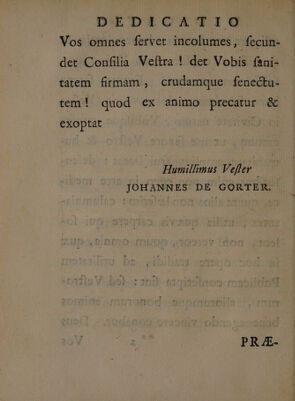 DEDICATIO
Vos omnes ſervet incolumes, ſecun-
det Conſilia Veſtra! det Vobis ſani-
tatem firmam, crudamque ſenectu-
tem! quod ex animo precatur &
exoptat
Humillimus Veſter
JOHANNES DE GORTER.
PRÆ-